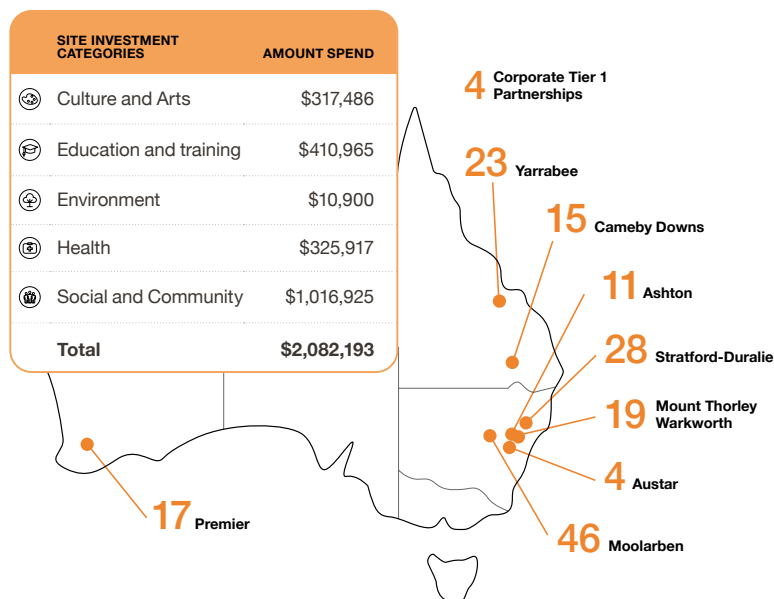 SITE INVESTMENT
CATEGORIES
AMOUNT SPEND
Culture and Arts $317,486
Education and training $410,965
Environment $10,900
Health $325,917
Social and Community $1,016,925
Total $2,082,193
4 Corporate Tier 1
Partnerships
23 Yarrabee
15 Cameby Downs
11 Ashton
28 Stratford-Duralie
19 Mount Thorley
Warkworth
4 Austar
46 Moolarben
17 Premier